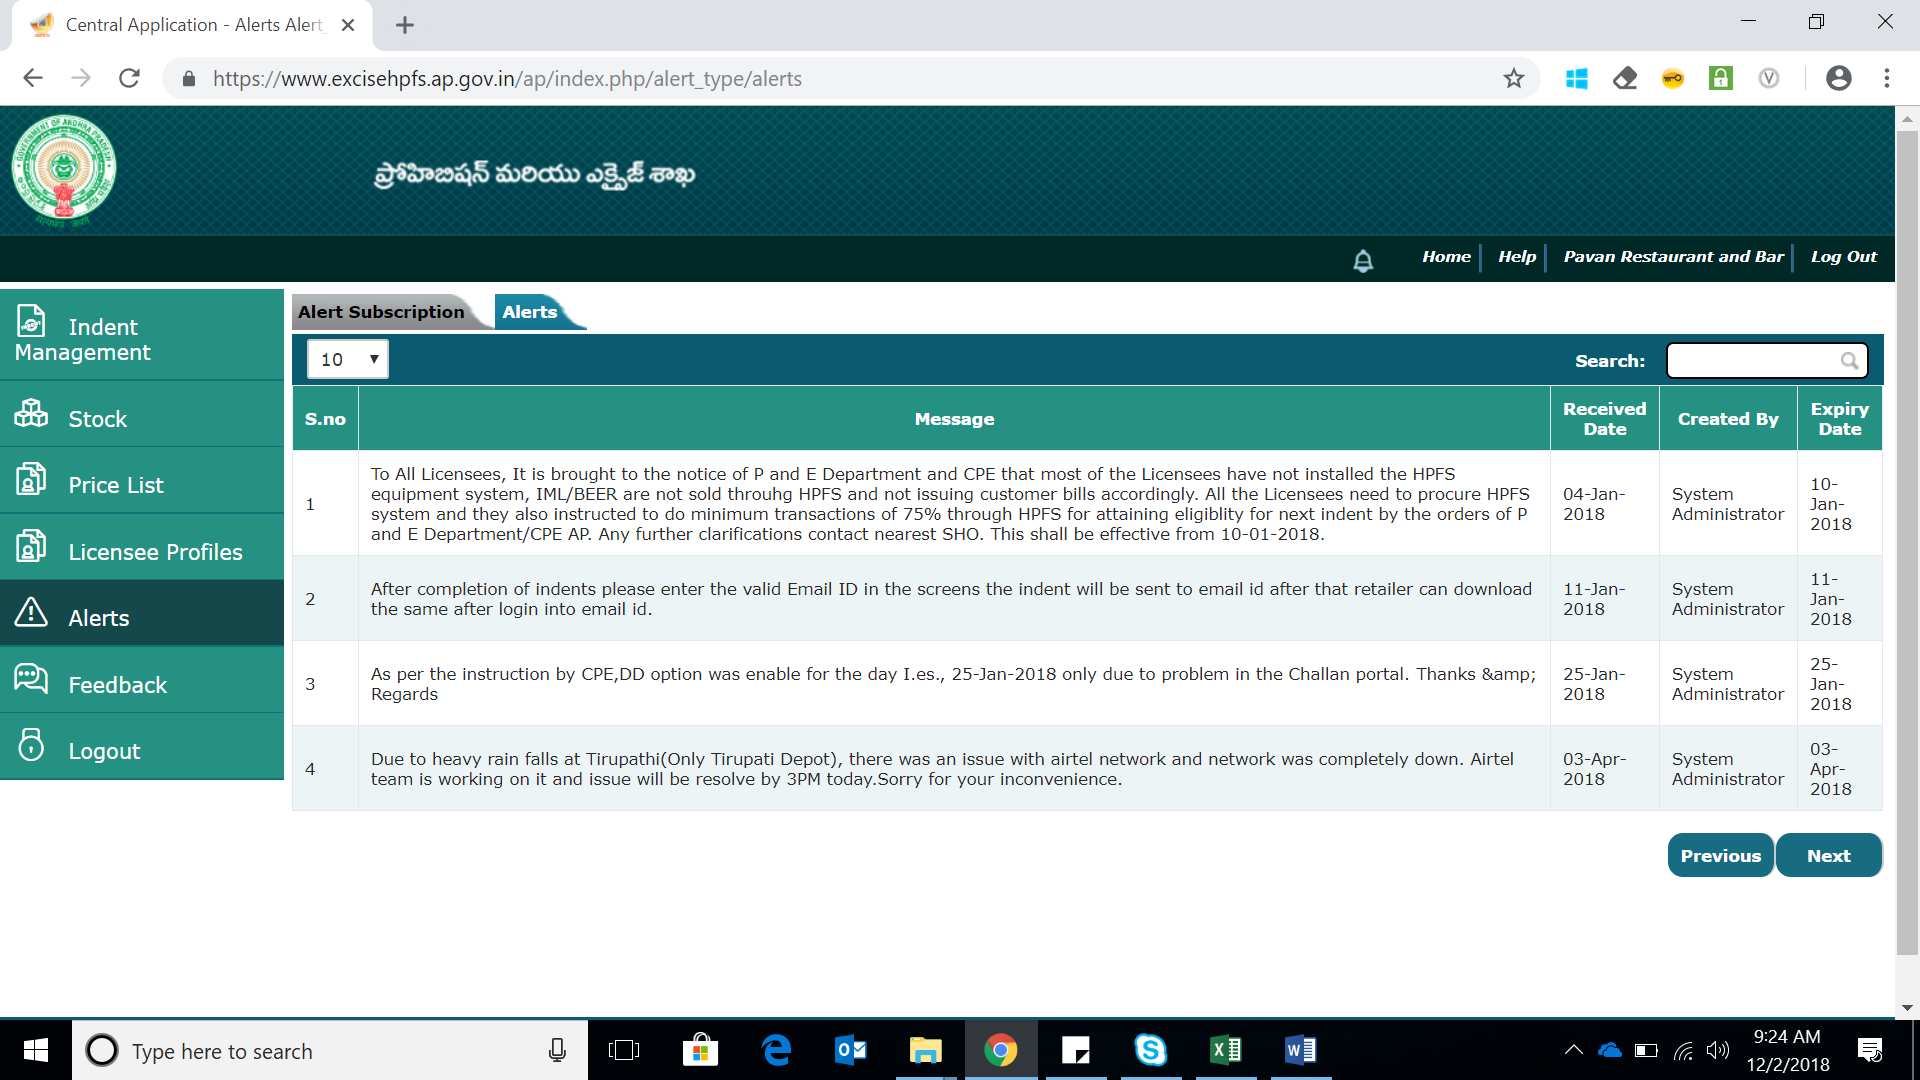 Central Application - Alerts Alert
https://www.excisehpfs.ap.gov.in/ap/index.php/alert_type/alerts
GOVERNMENT OF ANDHRA PRADESH
ప్రోహిబిషన్ మరియు ఎక్సైజ్ శాఖ
Home Help Pavan Restaurant and Bar Log Out
Indent
Management
Stock
Price List
Licensee Profiles
Alerts
Feedback
Logout
Alert Subscription Alerts
10 Search:
S.no Message Received Date Created By Expiry Date
1
To All Licensees, It is brought to the notice of P and E Department and CPE that most of the Licensees have not installed the HPFS
equipment system, IML/BEER are not sold throuhg HPFS and not issuing customer bills accordingly. All the Licensees need to procure HPFS
system and they also instructed to do minimum transactions of 75% through HPFS for attaining eligiblity for next indent by the orders of P
and E Department/CPE AP. Any further clarifications contact nearest SHO. This shall be effective from 10-01-2018.
04-Jan-
2018
System
Administrator
10-
Jan-
2018
2
After completion of indents please enter the valid Email ID in the screens the indent will be sent to email id after that retailer can download
the same after login into email id.
11-Jan-
2018
System
Administrator
11-
Jan-
2018
3
As per the instruction by CPE,DD option was enable for the day I.es., 25-Jan-2018 only due to problem in the Challan portal. Thanks &amp;
Regards
25-Jan-
2018
System
Administrator
25-
Jan-
2018
4
Due to heavy rain falls at Tirupathi(Only Tirupati Depot), there was an issue with airtel network and network was completely down. Airtel
team is working on it and issue will be resolve by 3PM today.Sorry for your inconvenience.
03-Apr-
2018
System
Administrator
03-
Apr-
2018
Previous Next
Type here to search
9:24 AM
12/2/2018